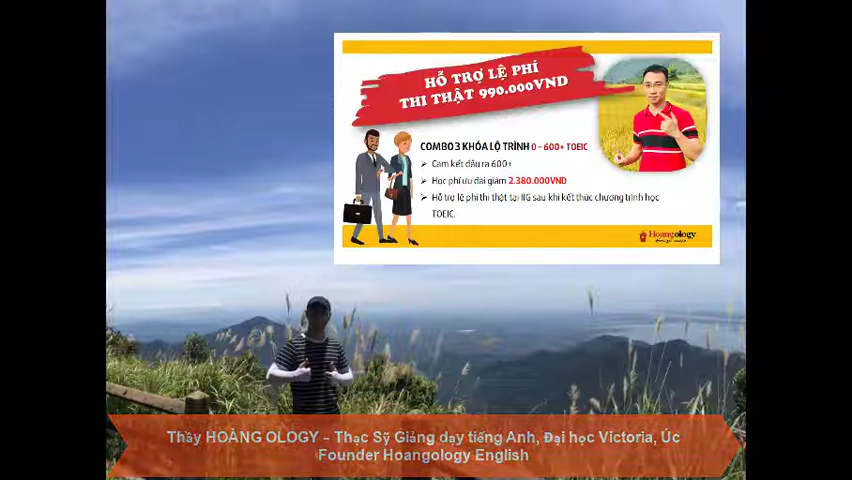 HỖ TRỢ LỆ PHÍ
THI THẬT 990.000VND
COMBO 3 KHÓA LỘ TRÌNH 0 - 600+ TOEIC
Cam kết đầu ra 600+
Học phí ưu đãi giảm 2.380.000VND
Hỗ trợ lệ phí thi thật tại IIG sau khi kết thúc chương trình học
TOEIC.
Hoangology
Thầy HOÀNG OLOGY – Thạc Sỹ Giảng dạy tiếng Anh, Đại học Victoria, Úc
Founder Hoangology English